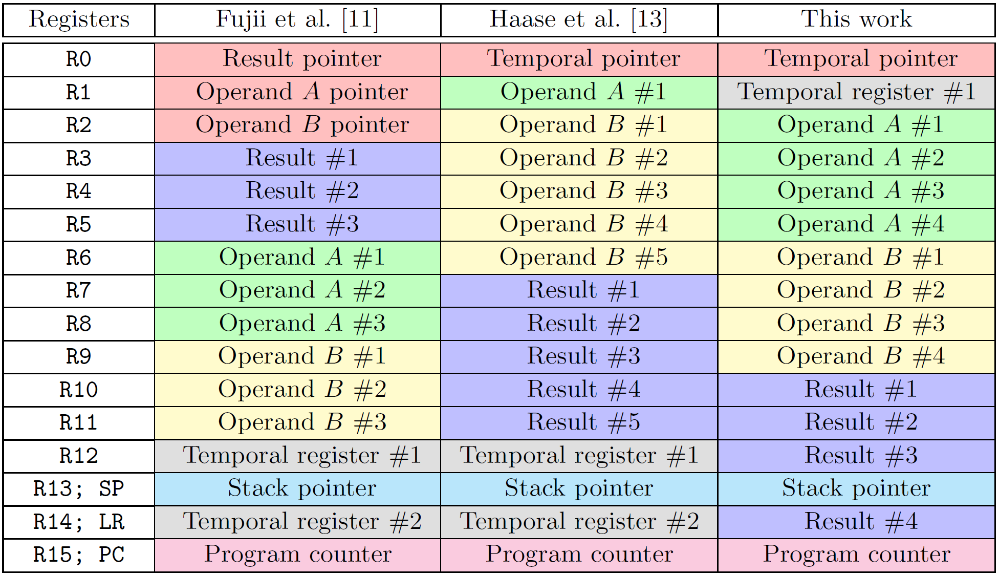 Registers Fujii et al. [11] Haase et al. [13] This work
R0 Result pointer Temporal pointer Temporal pointer
R1 Operand A pointer Operand A #1 Temporal register #1
R2 Operand B pointer Operand B #1 Operand A #1
R3 Result #1 Operand B #2 Operand A #2
R4 Result #2 Operand B #3 Operand A #3
R5 Result #3 Operand B #4 Operand A #4
R6 Operand A #1 Operand B #5 Operand B #1
R7 Operand A #2 Result #1 Operand B #2
R8 Operand A #3 Result #2 Operand B #3
R9 Operand B #1 Result #3 Operand B #4
R10 Operand B #2 Result #4 Result #1
R11 Operand B #3 Result #5 Result #2
R12 Temporal register #1 Temporal register #1 Result #3
R13; SP Stack pointer Stack pointer Stack pointer
R14; LR Temporal register #2 Temporal register #2 Result #4
R15; PC Program counter Program counter Program counter